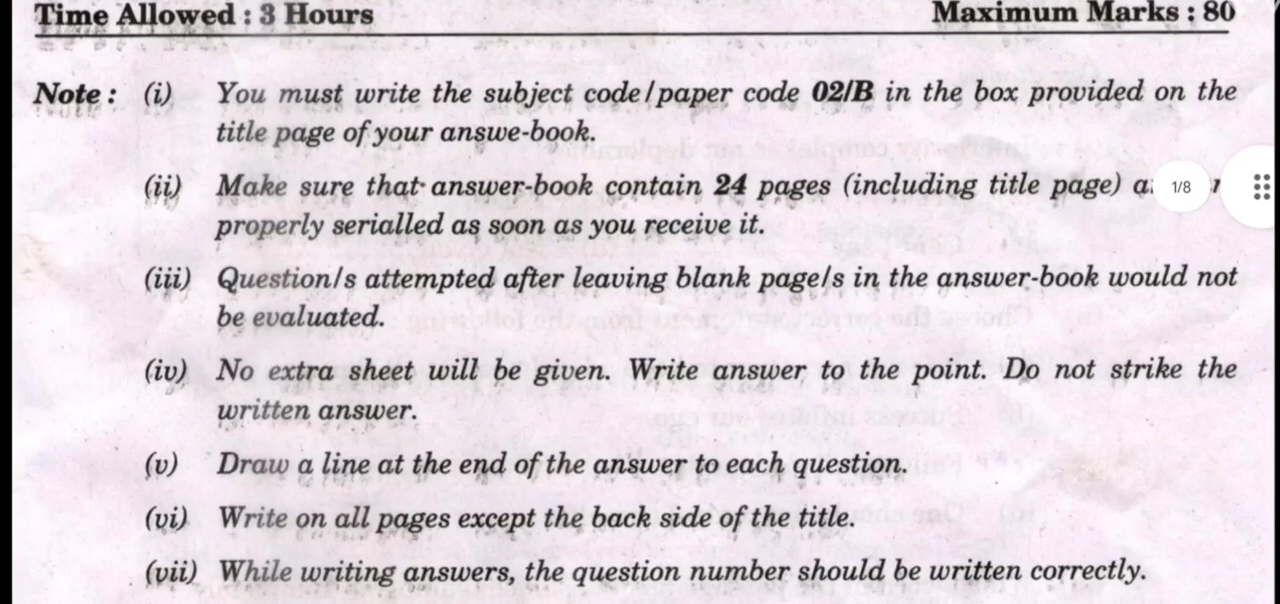 Time Allowed : 3 Hours Maximum Marks : 80
Note : (i) You must write the subject code/paper code 02/B in the box provided on the
title page of your answe-book.
(ii) Make sure that answer-book contain 24 pages (including title page) 1/8
properly serialled as soon as you receive it.
(iii) Question/s attempted after leaving blank page/s in the answer-book would not
be evaluated.
(iv) No extra sheet will be given. Write answer to the point. Do not strike the
written answer.
(v) Draw a line at the end of the answer to each question.
(vi) Write on all pages except the back side of the title.
(vii) While writing answers, the question number should be written correctly.